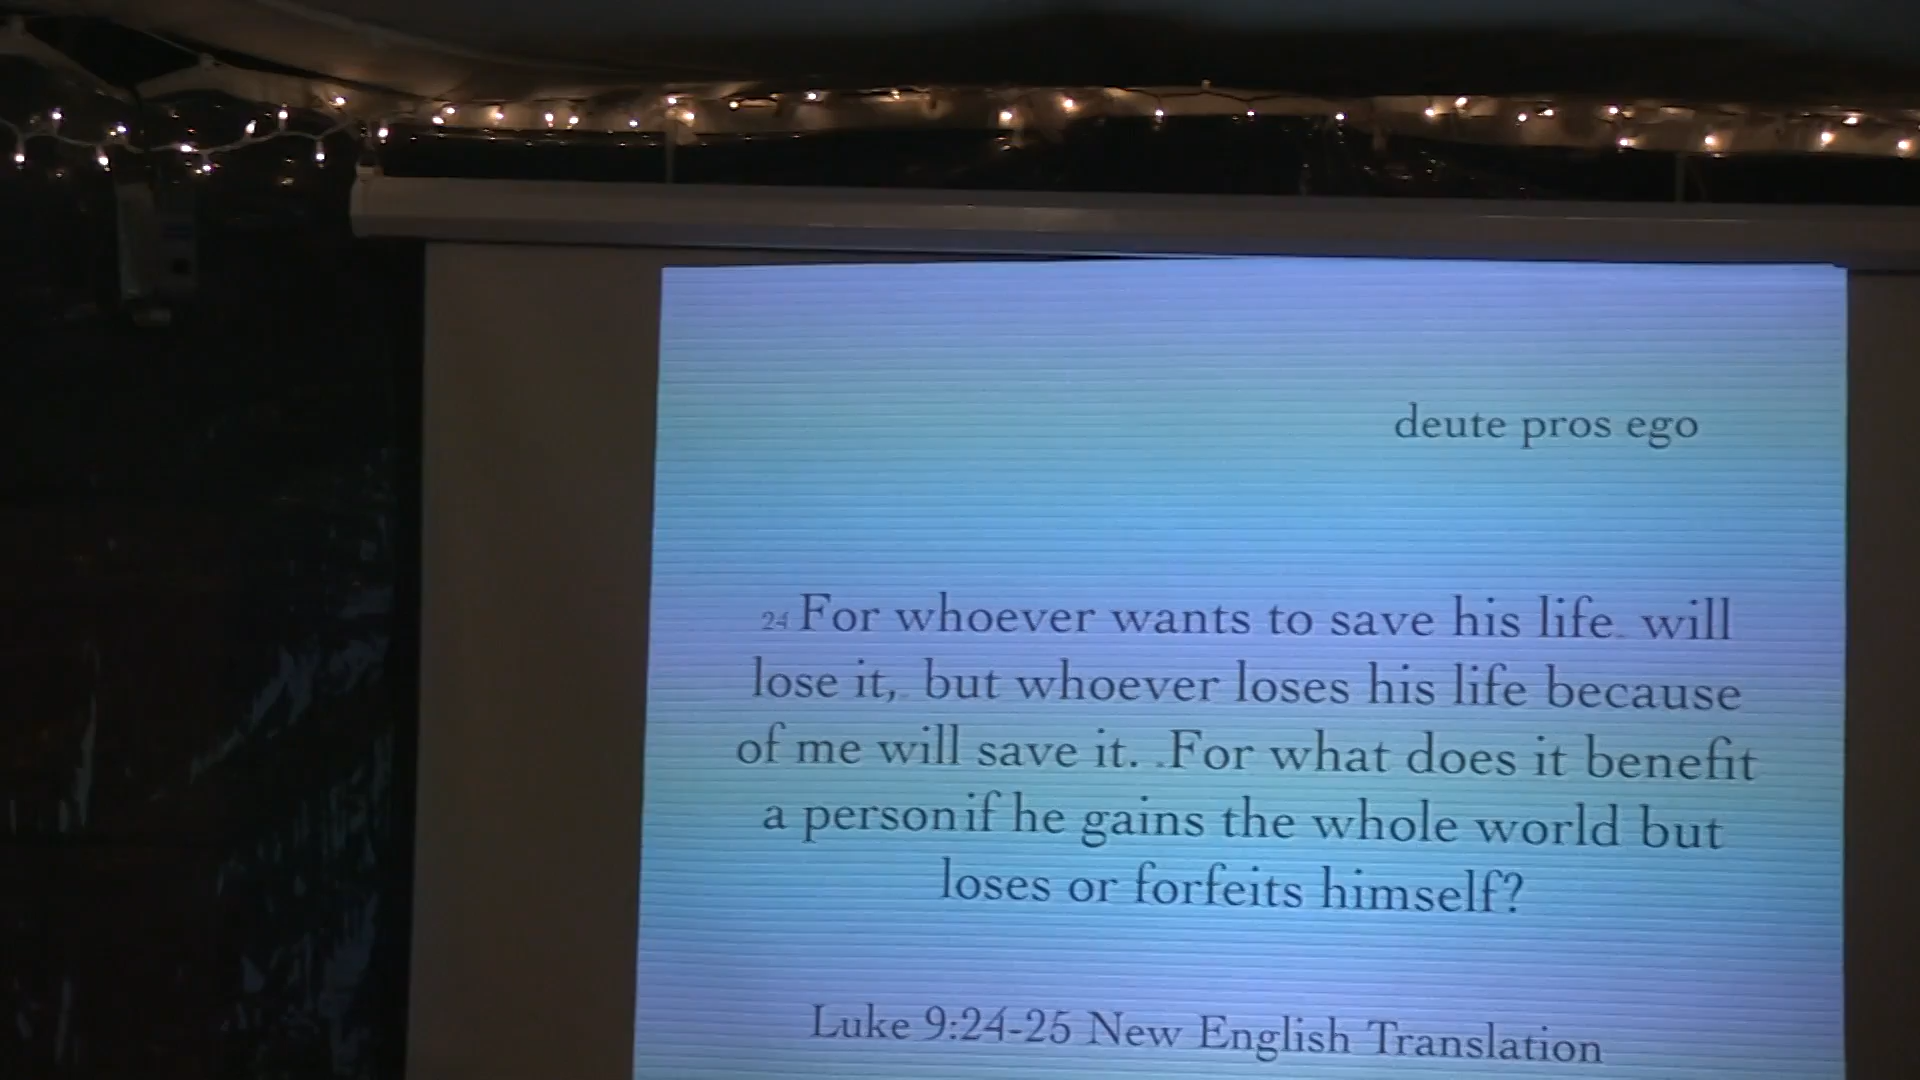 deute pros ego
24 For whoever wants to save his life will
lose it, but whoever loses his life because
of me will save it. For what does it benefit
a person if he gains the whole world but
loses or forfeits himself?
Luke 9:24-25 New English Translation